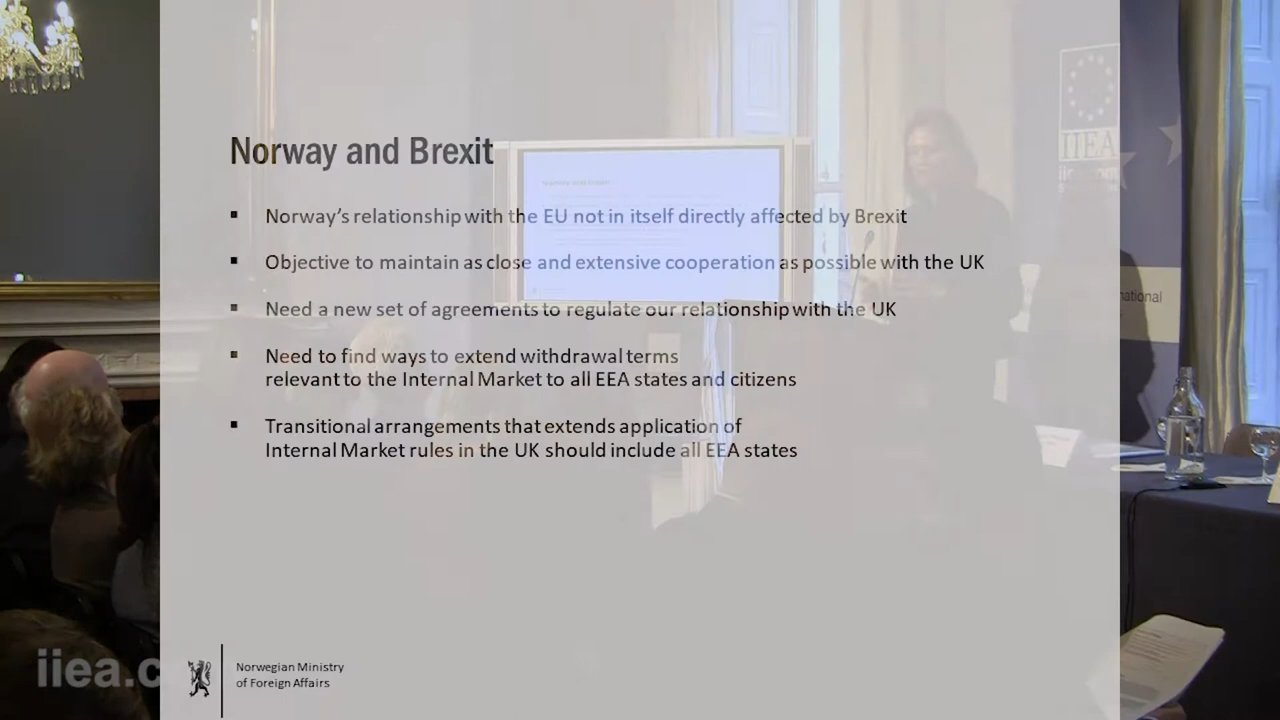 Norway and Brexit
Norway's relationship with the EU not in itself directly affected by Brexit
Objective to maintain as close and extensive cooperation as possible with the UK
Need a new set of agreements to regulate our relationship with the UK
Need to find ways to extend withdrawal terms
relevant to the Internal Market to all EEA states and citizens
Transitional arrangements that extends application of
Internal Market rules in the UK should include all EEA states
Norwegian Ministry
of Foreign Affairs
IIEA
iiea.c